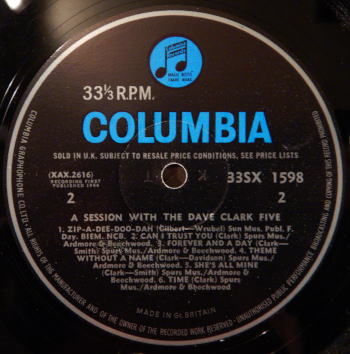 Columbia
Records
MAGIC NOTES
TRADE MARK
33⅓ R.P.M.
COLUMBIA
SOLD IN U.K. SUBJECT TO RESALE PRICE CONDITIONS, SEE PRICE LISTS
(XAX.2616)
RECORDING FIRST
PUBLISHED 1964
33SX 1598
2
2
A SESSION WITH THE DAVE CLARK FIVE
1. ZIP-A-DEE-DOO-DAH (Gilbert—Wrubel) Sun Mus. Publ. F.
Day. BIEM. NCB. 2. CAN I TRUST YOU (Clark) Spurs Mus./
Ardmore & Beechwood. 3. FOREVER AND A DAY (Clark—
Smith) Spurs Mus./Ardmore & Beechwood. 4. THEME
WITHOUT A NAME (Clark—Davidson) Spurs Mus./
Ardmore & Beechwood. 5. SHE'S ALL MINE
(Clark—Smith) Spurs Mus./Ardmore &
Beechwood. 6. TIME (Clark) Spurs
Mus./Ardmore & Beechwood
MADE IN GT. BRITAIN
COLUMBIA GRAPHOPHONE CO. LTD. · ALL RIGHTS OF THE MANUFACTURER AND OF THE OWNER OF THE RECORDED WORK RESERVED · UNAUTHORISED PUBLIC PERFORMANCE, BROADCASTING AND COPYING OF THIS RECORD PROHIBITED